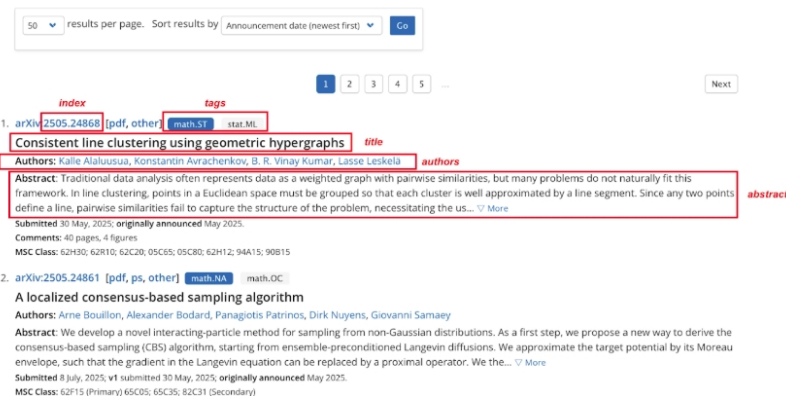 50 results per page. Sort results by Announcement date (newest first) Go
1 2 3 4 5 ... Next
index tags
1. arXiv:2505.24868 [pdf, other] math.ST stat.ML
Consistent line clustering using geometric hypergraphs title
Authors: Kalle Alaluusua, Konstantin Avrachenkov, B. R. Vinay Kumar, Lasse Leskelä authors
Abstract: Traditional data analysis often represents data as a weighted graph with pairwise similarities, but many problems do not naturally fit this
framework. In line clustering, points in a Euclidean space must be grouped so that each cluster is well approximated by a line segment. Since any two points abstract
define a line, pairwise similarities fail to capture the structure of the problem, necessitating the us... ▽ More
Submitted 30 May, 2025; originally announced May 2025.
Comments: 40 pages, 4 figures
MSC Class: 62H30; 62R10; 62C20; 05C65; 05C80; 62H12; 94A15; 90B15
2. arXiv:2505.24861 [pdf, ps, other] math.NA math.OC
A localized consensus-based sampling algorithm
Authors: Arne Bouillon, Alexander Bodard, Panagiotis Patrinos, Dirk Nuyens, Giovanni Samaey
Abstract: We develop a novel interacting-particle method for sampling from non-Gaussian distributions. As a first step, we propose a new way to derive the
consensus-based sampling (CBS) algorithm, starting from ensemble-preconditioned Langevin diffusions. We approximate the target potential by its Moreau
envelope, such that the gradient in the Langevin equation can be replaced by a proximal operator. We the... ▽ More
Submitted 8 July, 2025; v1 submitted 30 May, 2025; originally announced May 2025.
MSC Class: 62F15 (Primary) 65C05; 65C35; 82C31 (Secondary)